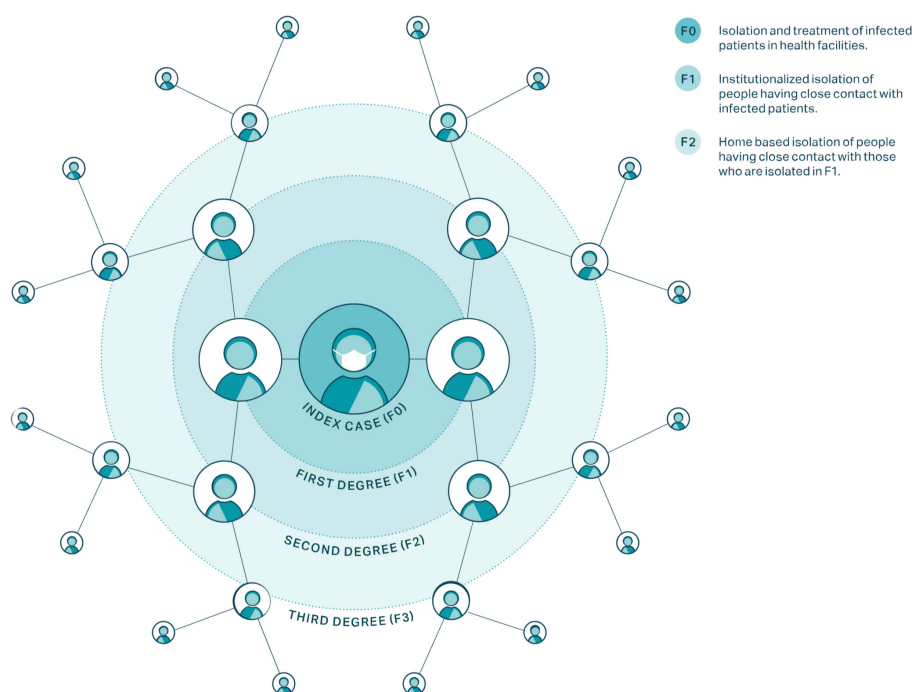 F0 Isolation and treatment of infected
patients in health facilities.
F1 Institutionalized isolation of
people having close contact with
infected patients.
F2 Home based isolation of people
having close contact with those
who are isolated in F1.
INDEX CASE (F0)
FIRST DEGREE (F1)
SECOND DEGREE (F2)
THIRD DEGREE (F3)